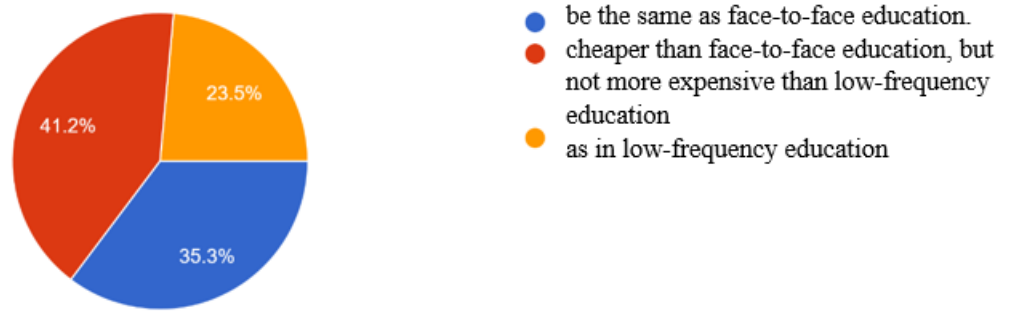 23.5%
41.2%
35.3%
be the same as face-to-face education.
cheaper than face-to-face education, but
not more expensive than low-frequency
education
as in low-frequency education